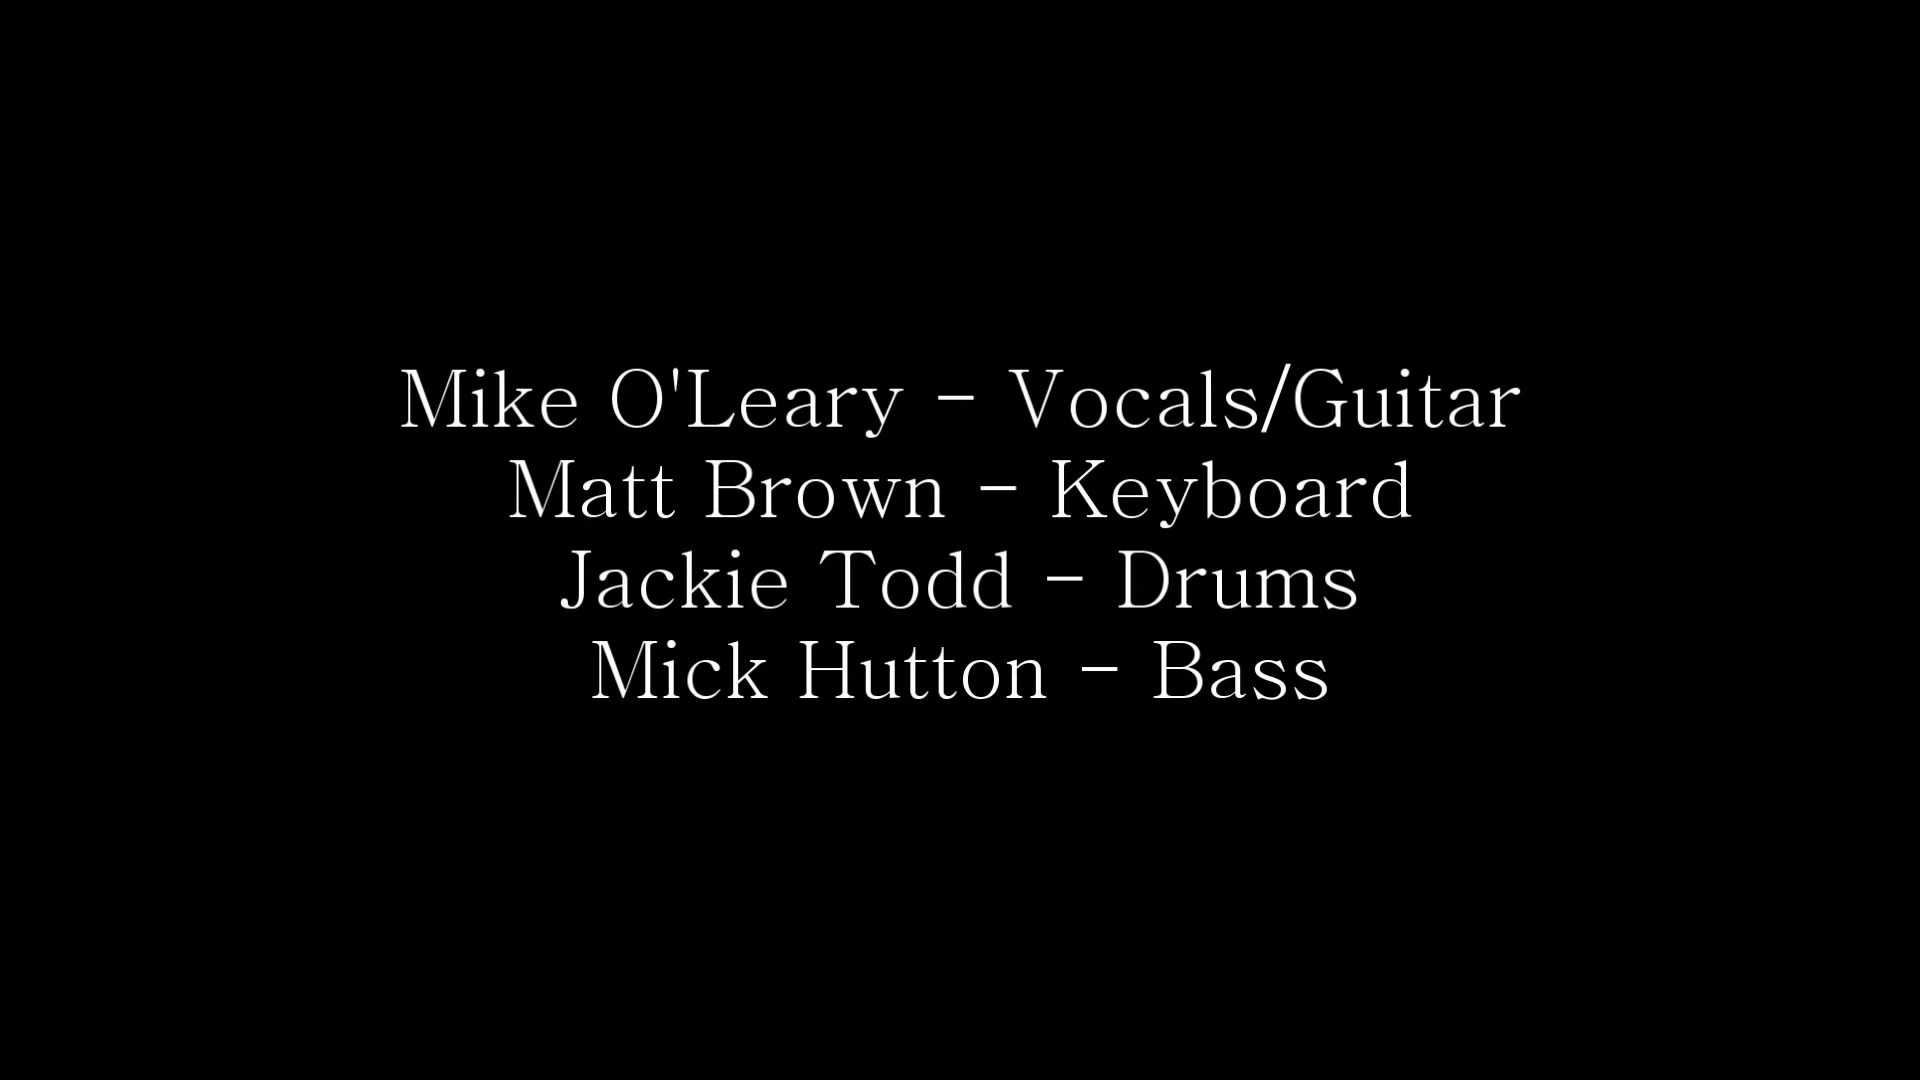 Mike O'Leary - Vocals/Guitar
Matt Brown - Keyboard
Jackie Todd - Drums
Mick Hutton - Bass